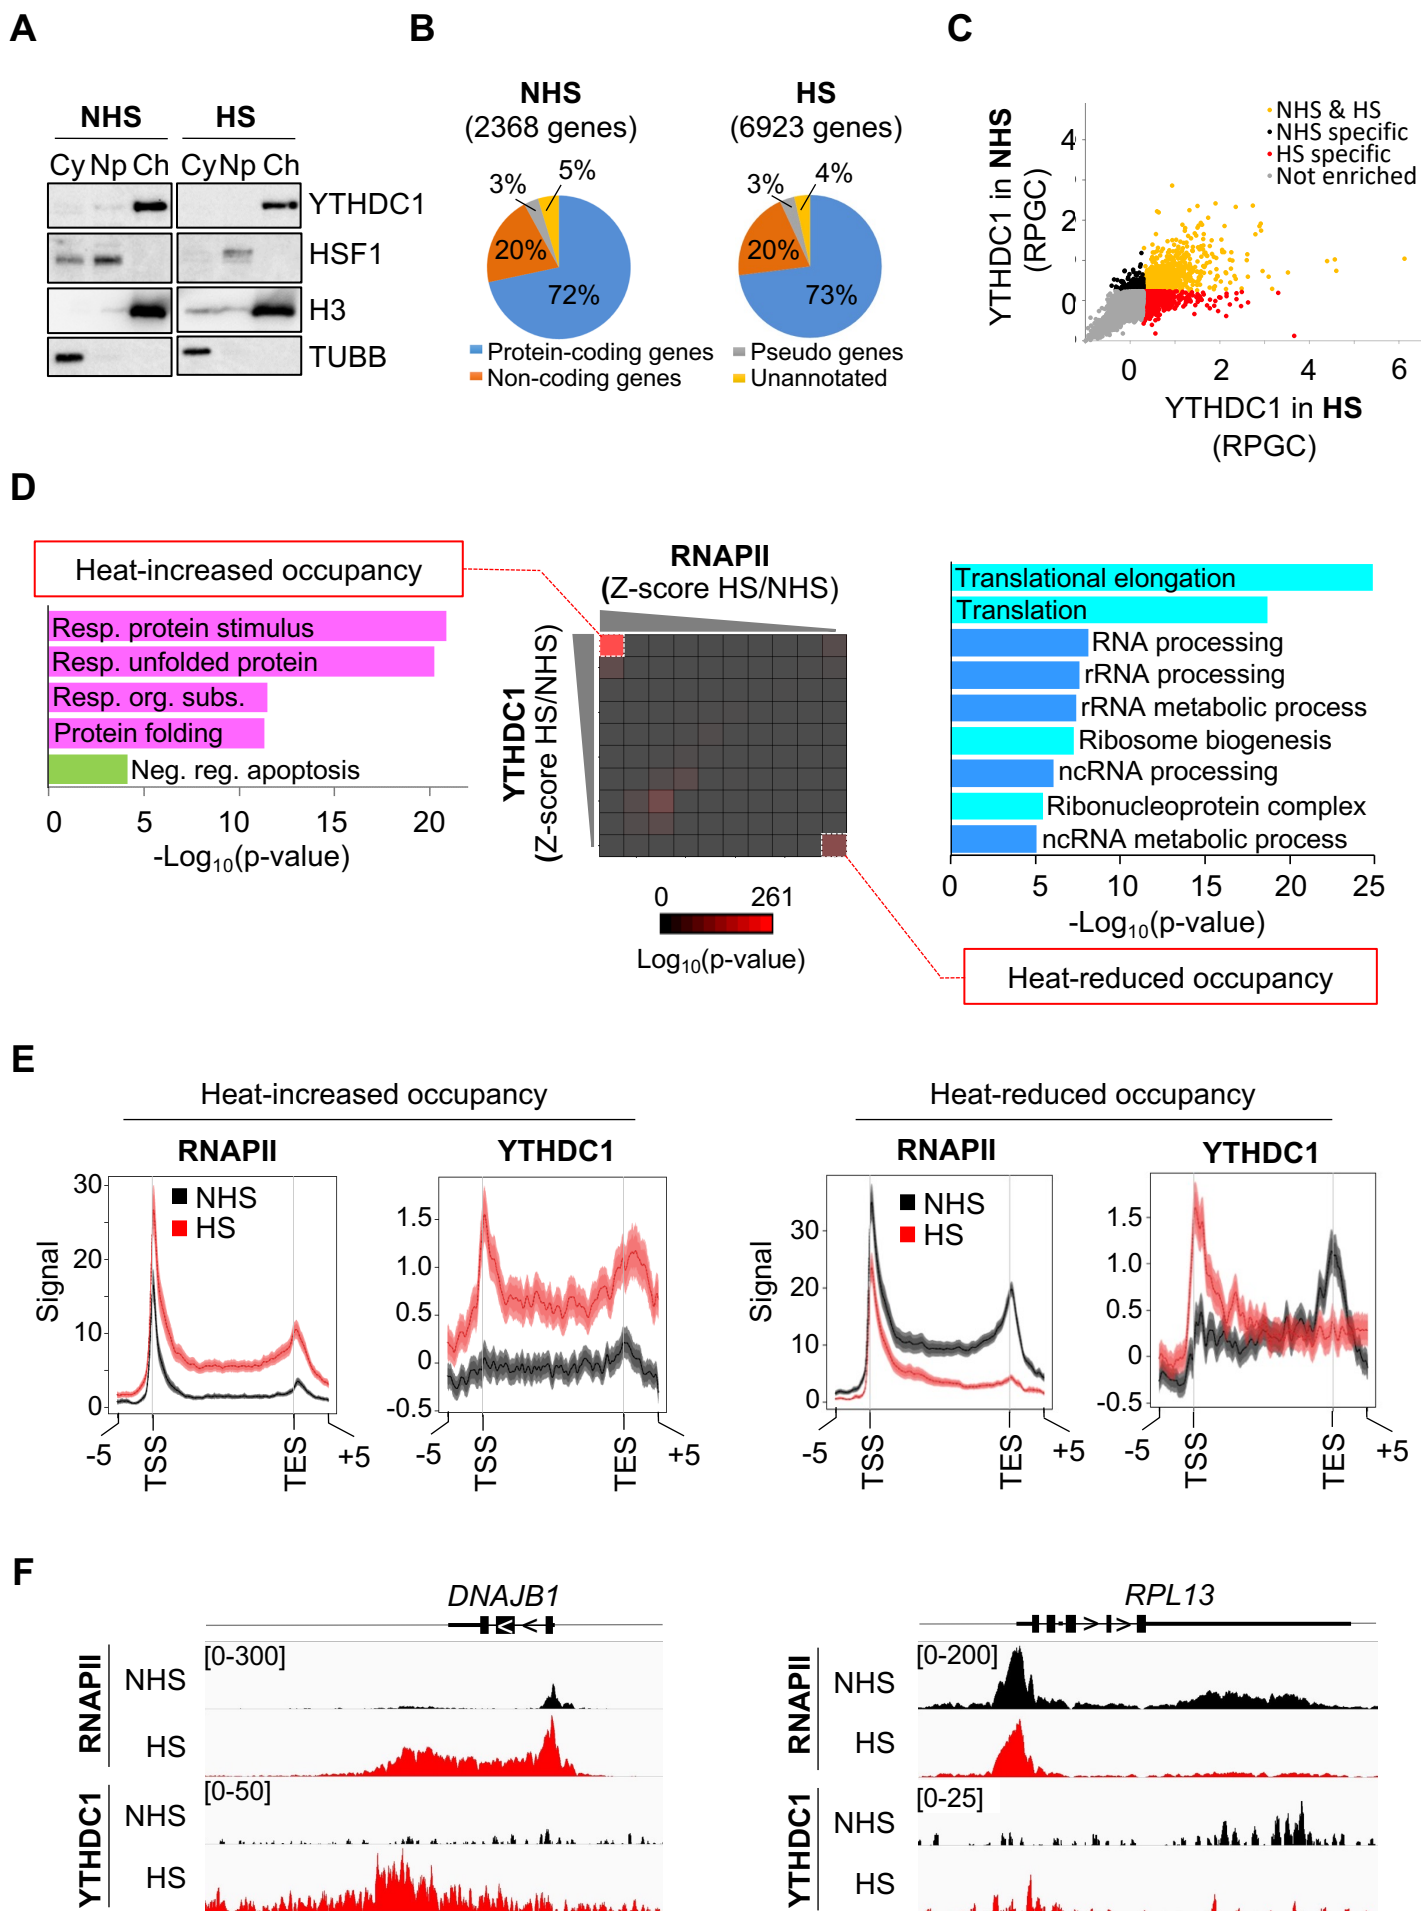 A
NHS HS
Cy Np Ch Cy Np Ch
YTHDC1
HSF1
H3
TUBB
B
NHS
(2368 genes)
3%
5%
20%
72%
HS
(6923 genes)
3%
4%
20%
73%
Protein-coding genes
Non-coding genes
Pseudo genes
Unannotated
C
YTHDC1 in NHS
(RPGC)
4
2
0
NHS & HS
NHS specific
HS specific
Not enriched
0 2 4 6
YTHDC1 in HS
(RPGC)
D
Heat-increased occupancy
Resp. protein stimulus
Resp. unfolded protein
Resp. org. subs.
Protein folding
Neg. reg. apoptosis
0 5 10 15 20
-Log10(p-value)
RNAPII
(Z-score HS/NHS)
YTHDC1
(Z-score HS/NHS)
0 261
Log10(p-value)
Translational elongation
Translation
RNA processing
rRNA processing
rRNA metabolic process
Ribosome biogenesis
ncRNA processing
Ribonucleoprotein complex
ncRNA metabolic process
0 5 10 15 20 25
-Log10(p-value)
Heat-reduced occupancy
E
Heat-increased occupancy
RNAPII
Signal
30
20
10
0
NHS
HS
-5 TSS TES +5
YTHDC1
1.5
1.0
0.5
0
-0.5
-5 TSS TES +5
Heat-reduced occupancy
RNAPII
Signal
30
20
10
0
NHS
HS
-5 TSS TES +5
YTHDC1
1.5
1.0
0.5
0
-0.5
-5 TSS TES +5
F
DNAJB1
RNAPII
NHS
[0-300]
HS
YTHDC1
[0-50]
NHS
HS
RPL13
RNAPII
[0-200]
NHS
HS
YTHDC1
[0-25]
NHS
HS